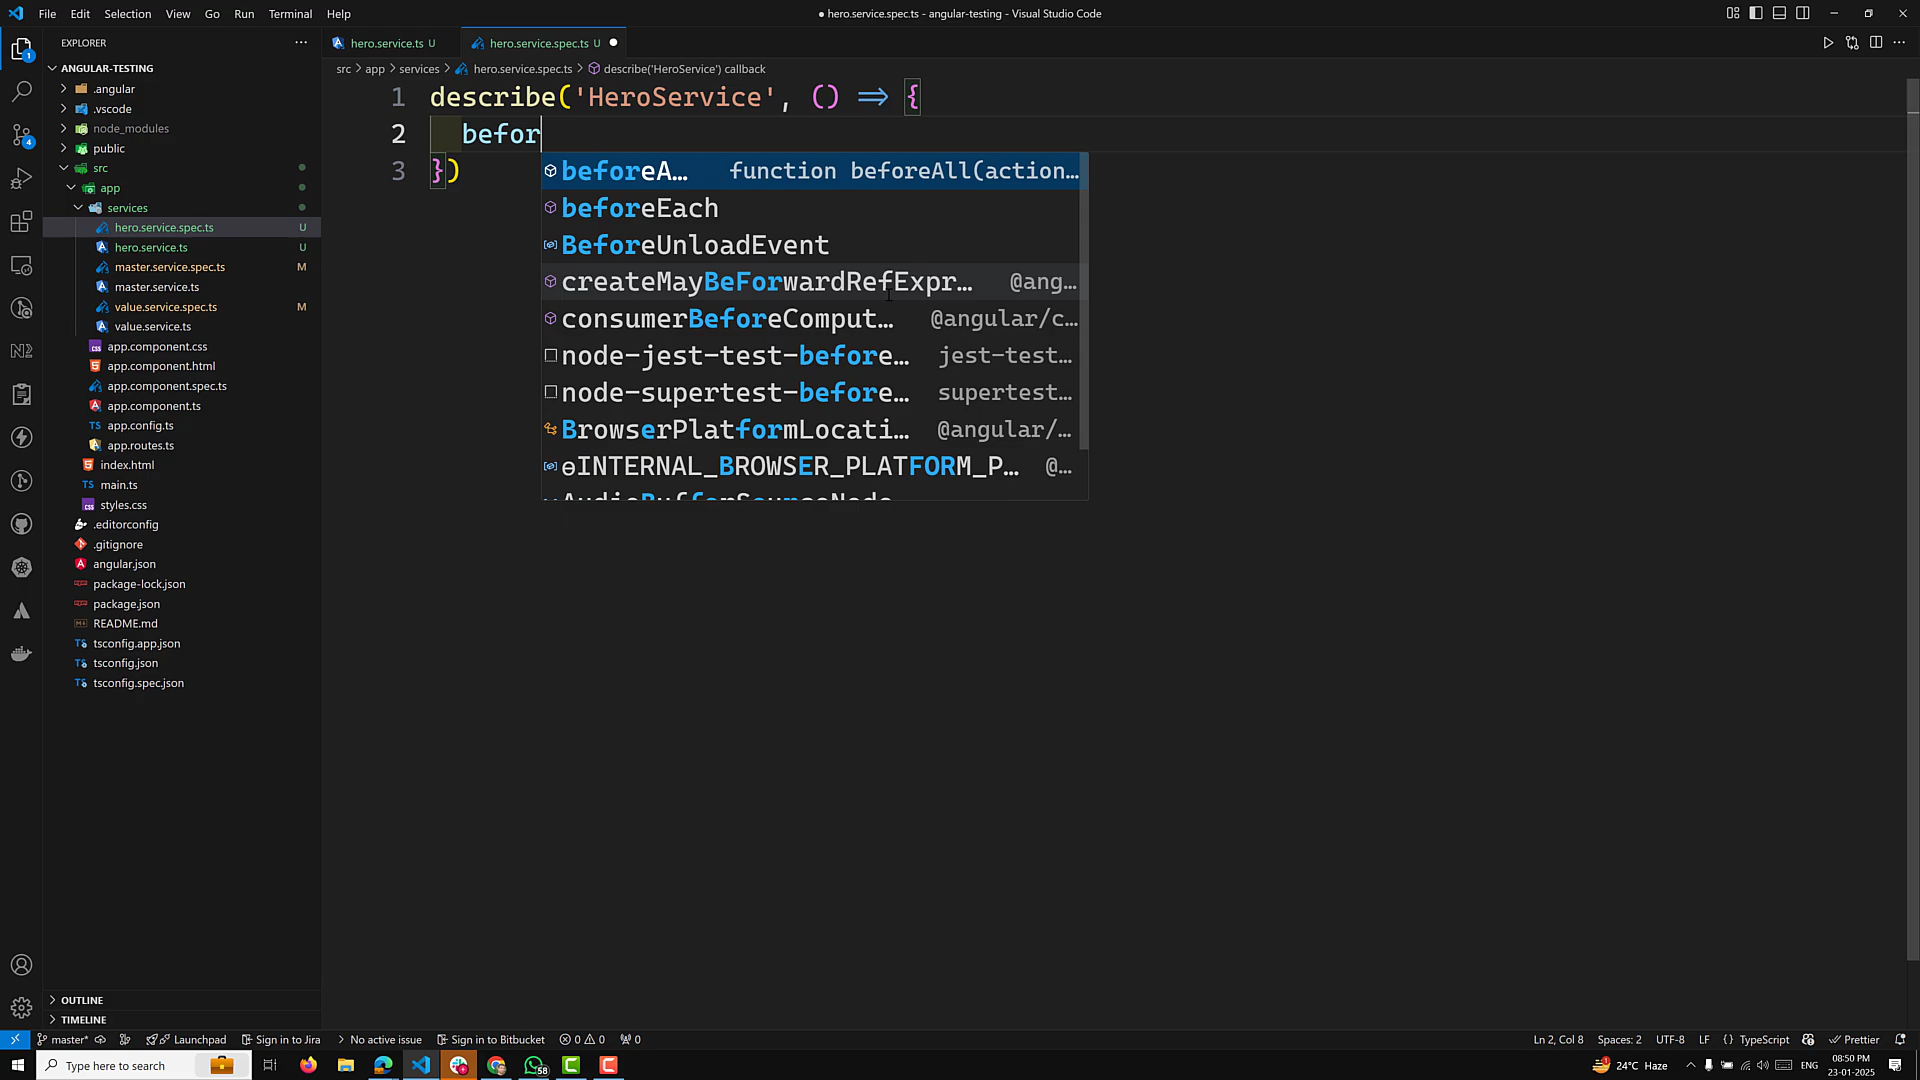 File Edit Selection View Go Run Terminal Help
● hero.service.spec.ts - angular-testing - Visual Studio Code
EXPLORER
hero.service.ts U
hero.service.spec.ts U
src > app > services > hero.service.spec.ts > describe('HeroService') callback
ANGULAR-TESTING
.angular
.vscode
node_modules
public
src
app
services
hero.service.spec.ts U
hero.service.ts U
master.service.spec.ts M
master.service.ts
value.service.spec.ts M
value.service.ts
app.component.css
app.component.html
app.component.spec.ts
app.component.ts
app.config.ts
app.routes.ts
index.html
main.ts
styles.css
.editorconfig
.gitignore
angular.json
package-lock.json
package.json
README.md
tsconfig.app.json
tsconfig.json
tsconfig.spec.json
OUTLINE
TIMELINE
1 describe('HeroService', () => {
2 befor
3 })
beforeA... function beforeAll(action...
beforeEach
BeforeUnloadEvent
createMayBeForwardRefExpr... @ang...
consumerBeforeComput... @angular/c...
node-jest-test-before... jest-test...
node-supertest-before... supertest...
BrowserPlatformLocati... @angular/...
ɵINTERNAL_BROWSER_PLATFORM_P... @...
AudioBufferSourceNode
master* Launchpad Sign in to Jira No active issue Sign in to Bitbucket 0 0 0
Ln 2, Col 8 Spaces: 2 UTF-8 LF {} TypeScript Prettier
Type here to search
58
24°C Haze
ENG
08:50 PM
23-01-2025